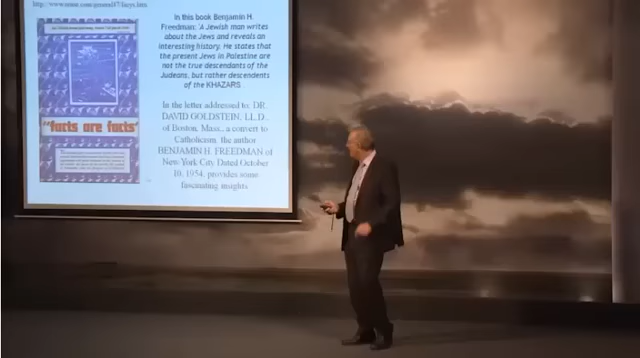 In this book Benjamin H.
Freedman: 'A Jewish man writes
about the Jews and reveals an
interesting history. He states that
the present Jews in Palestine are
not the true descendants of the
Judeans, but rather descendents
of the KHAZARS
"facts are facts"
In the letter addressed to: DR.
DAVID GOLDSTEIN, LL.D.,
of Boston, Mass., a convert to
Catholicism, the author
BENJAMIN H. FREEDMAN of
New York City Dated October
10, 1954, provides some
fascinating insights